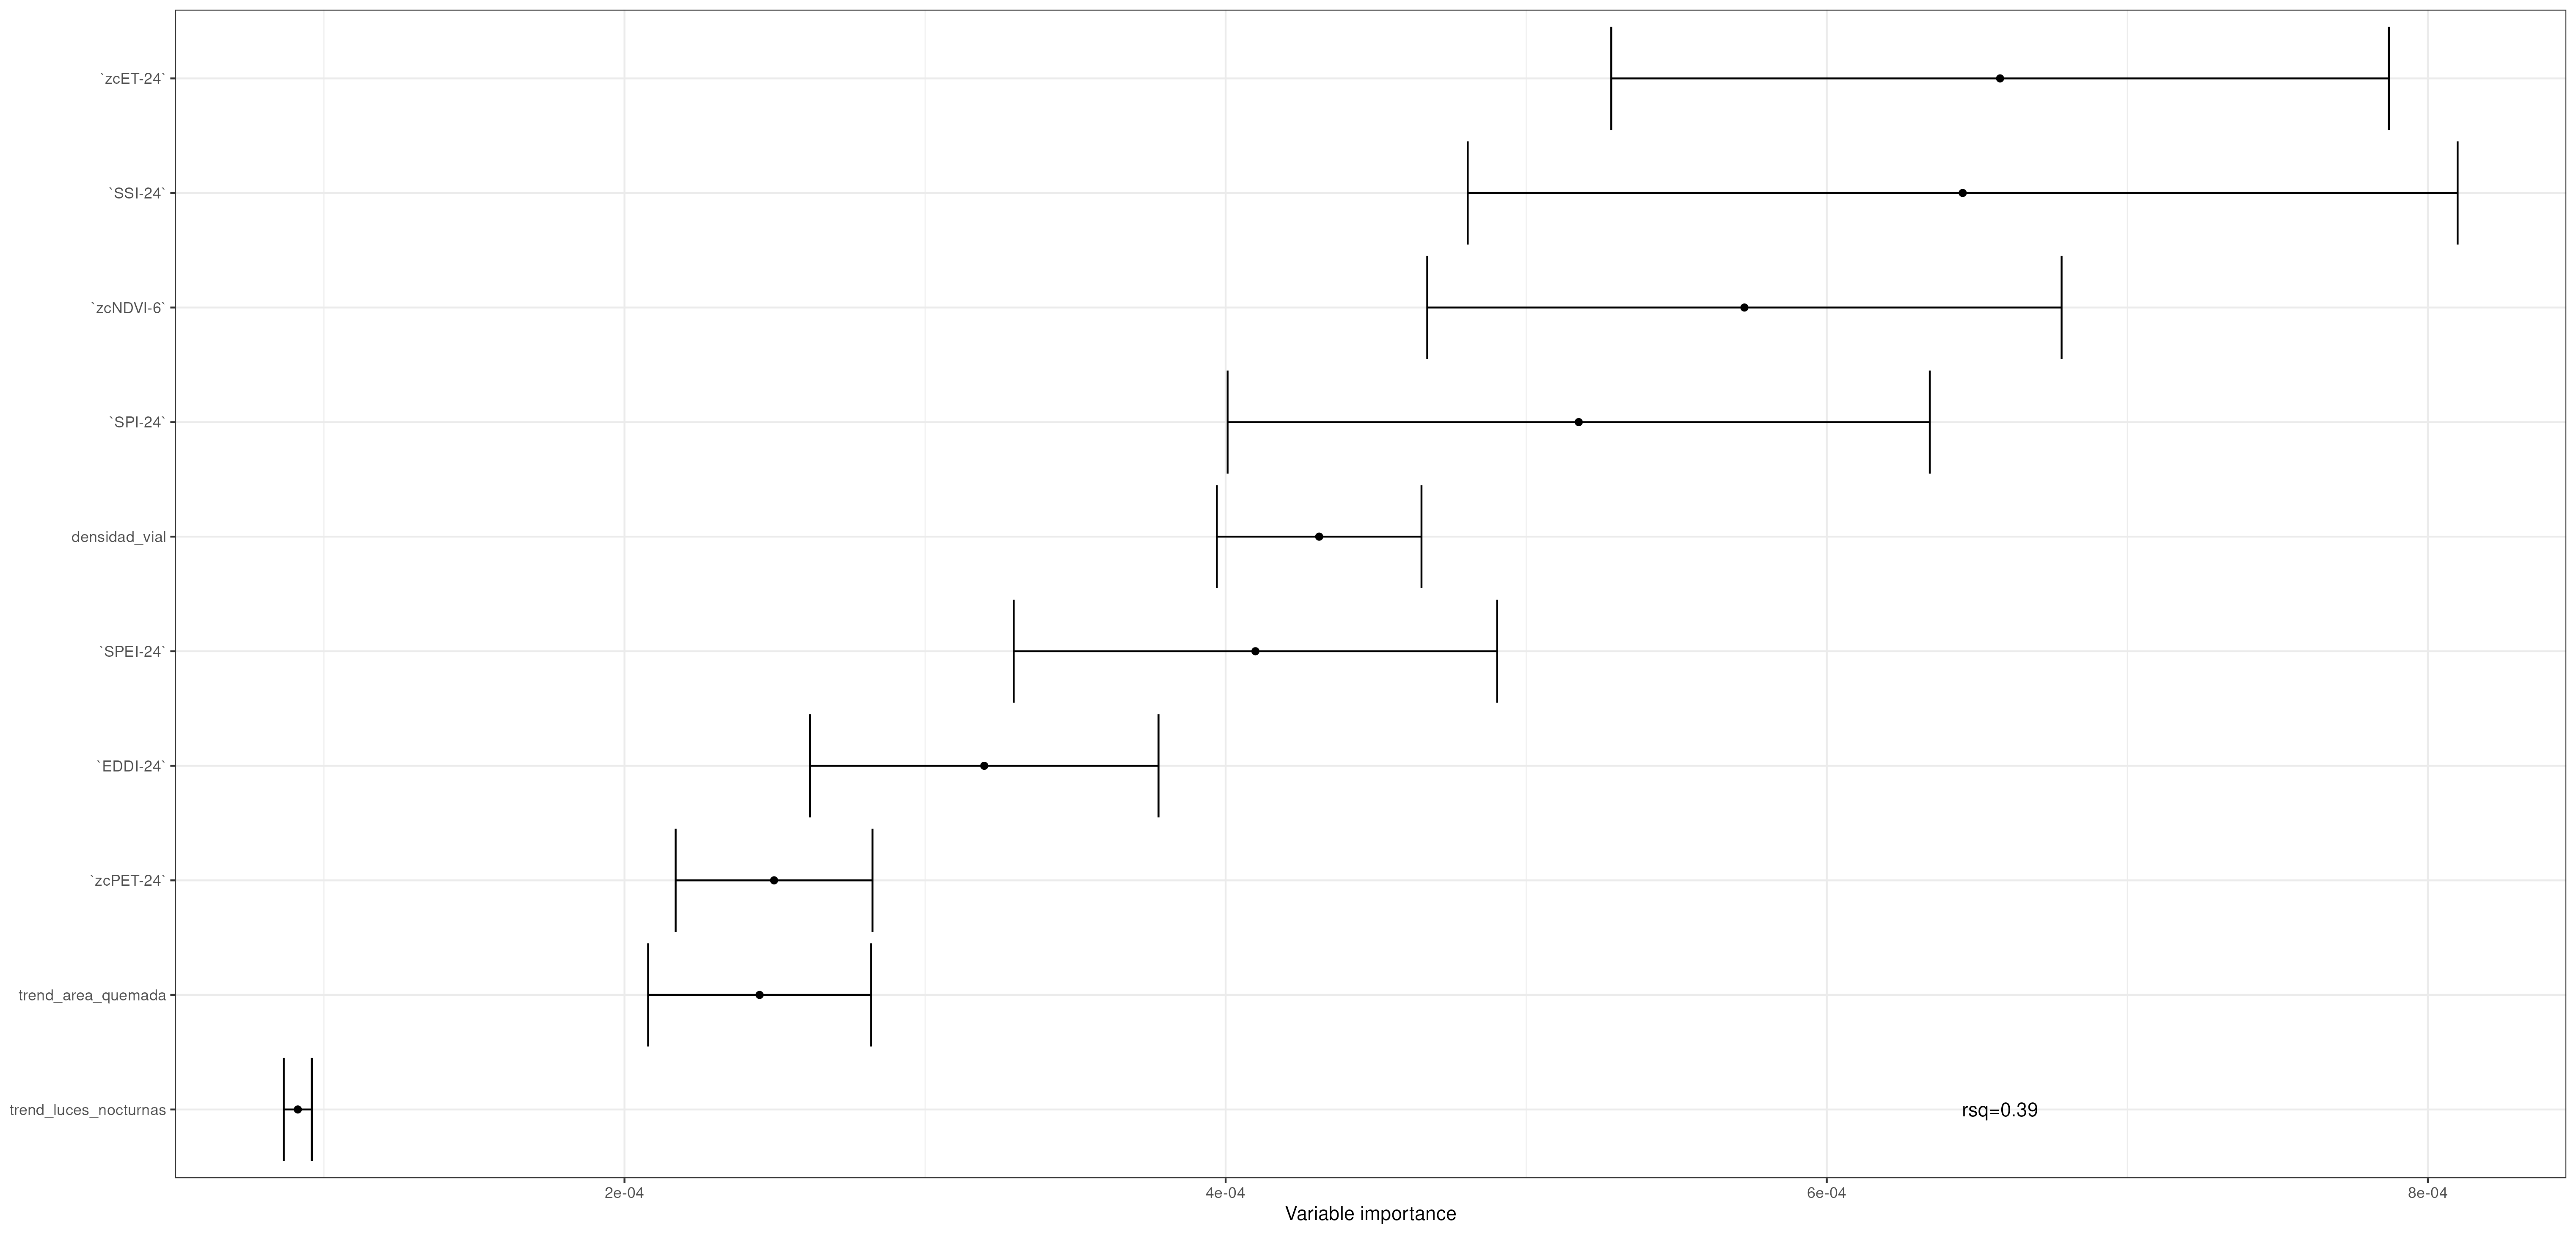 `zcET-24`
`SSI-24`
`zcNDVI-6`
`SPI-24`
densidad_vial
`SPEI-24`
`EDDI-24`
`zcPET-24`
trend_area_quemada
trend_luces_nocturnas
rsq=0.39
2e-04 4e-04 6e-04 8e-04
Variable importance